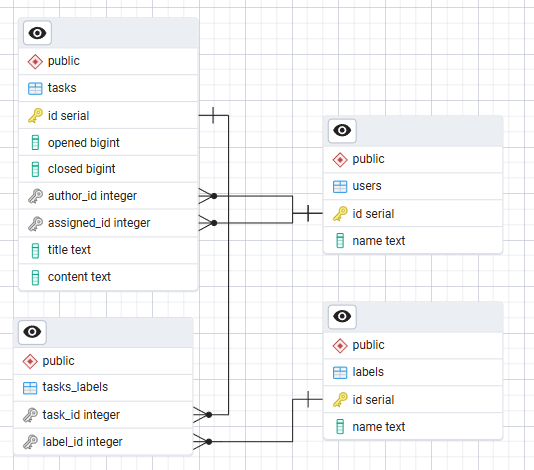 public
tasks
id serial
opened bigint
closed bigint
author_id integer
assigned_id integer
title text
content text
public
users
id serial
name text
public
tasks_labels
task_id integer
label_id integer
public
labels
id serial
name text